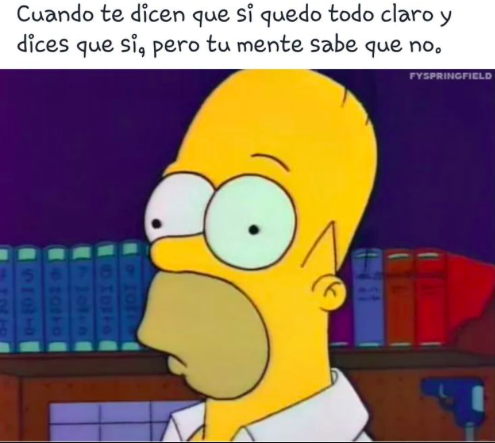 Cuando te dicen que si quedo todo claro y
dices que si, pero tu mente sabe que no.
FYSPRINGFIELD